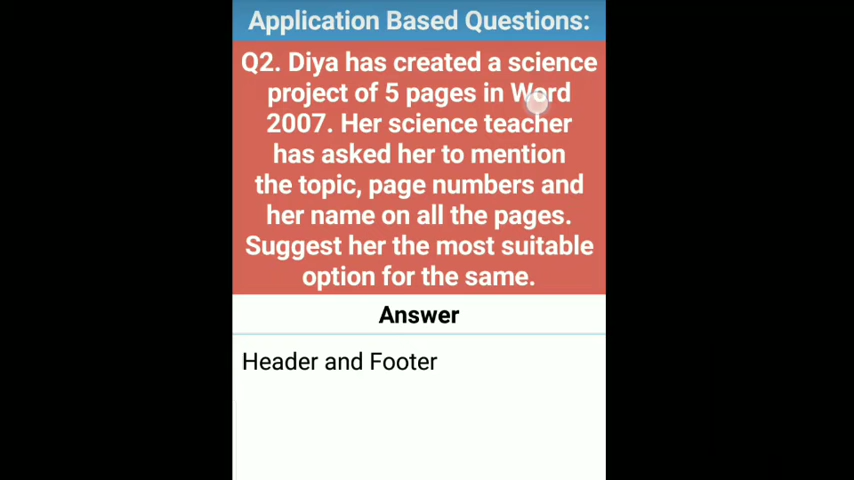 Application Based Questions:
Q2. Diya has created a science
project of 5 pages in Word
2007. Her science teacher
has asked her to mention
the topic, page numbers and
her name on all the pages.
Suggest her the most suitable
option for the same.
Answer
Header and Footer